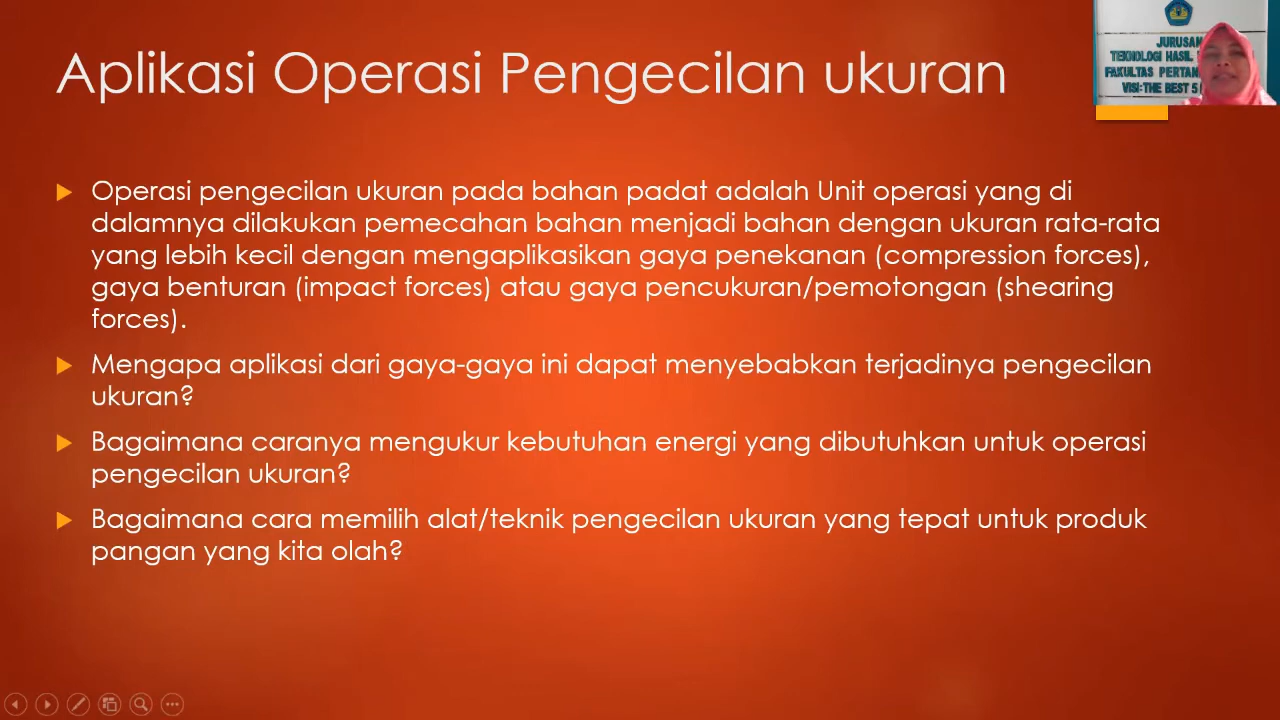 Aplikasi Operasi Pengecilan ukuran
JURUSAN
TEKNOLOGI HASIL
FAKULTAS PERTAN
VISI:THE BEST 5
Operasi pengecilan ukuran pada bahan padat adalah Unit operasi yang di
dalamnya dilakukan pemecahan bahan menjadi bahan dengan ukuran rata-rata
yang lebih kecil dengan mengaplikasikan gaya penekanan (compression forces),
gaya benturan (impact forces) atau gaya pencukuran/pemotongan (shearing
forces).
Mengapa aplikasi dari gaya-gaya ini dapat menyebabkan terjadinya pengecilan
ukuran?
Bagaimana caranya mengukur kebutuhan energi yang dibutuhkan untuk operasi
pengecilan ukuran?
Bagaimana cara memilih alat/teknik pengecilan ukuran yang tepat untuk produk
pangan yang kita olah?